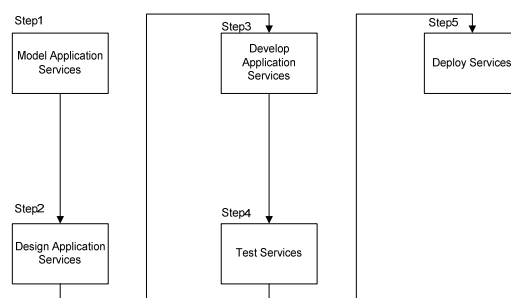 Step1
Model Application
Services
Step2
Design Application
Services
Step3
Develop
Application
Services
Step4
Test Services
Step5
Deploy Services